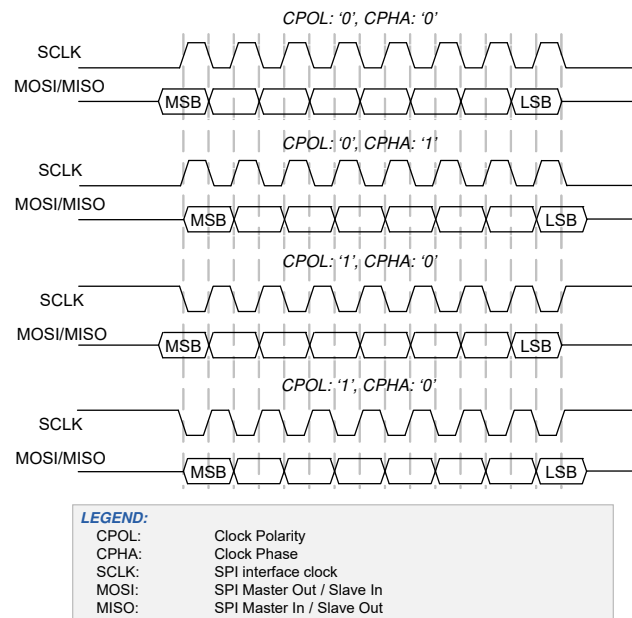 CPOL: ‘0’, CPHA: ‘0’
SCLK
MOSI/MISO
MSB LSB
CPOL: ‘0’, CPHA: ‘1’
SCLK
MOSI/MISO
MSB LSB
CPOL: ‘1’, CPHA: ‘0’
SCLK
MOSI/MISO
MSB LSB
CPOL: ‘1’, CPHA: ‘0’
SCLK
MOSI/MISO
MSB LSB
LEGEND:
CPOL: Clock Polarity
CPHA: Clock Phase
SCLK: SPI interface clock
MOSI: SPI Master Out / Slave In
MISO: SPI Master In / Slave Out